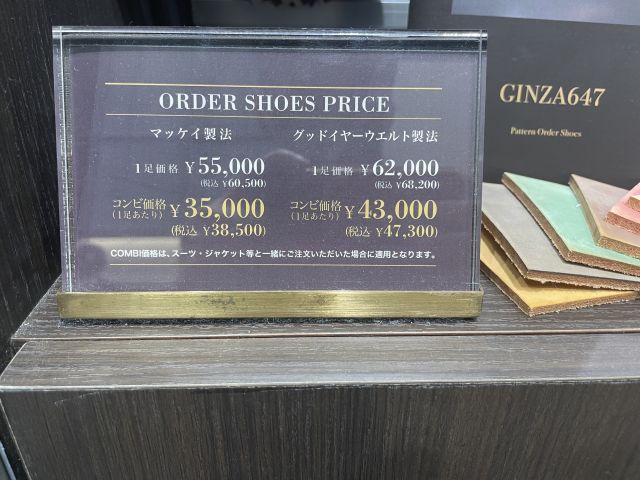 ORDER SHOES PRICE
マッケイ製法
1足価格 ¥55,000
(税込 ¥60,500)
コンビ価格
(1足あたり) ¥35,000
(税込 ¥38,500)
グッドイヤーウエルト製法
1足価格 ¥62,000
(税込 ¥68,200)
コンビ価格
(1足あたり) ¥43,000
(税込 ¥47,300)
COMBI価格は、スーツ・ジャケット等と一緒にご注文いただいた場合に適用となります。
GINZA647
Pattern Order Shoes